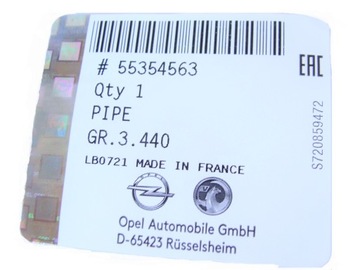 # 55354563
EAC
Qty 1
PIPE
GR.3.440
S720859472
LB0721 MADE IN FRANCE
Opel Automobile GmbH
D-65423 Rüsselsheim